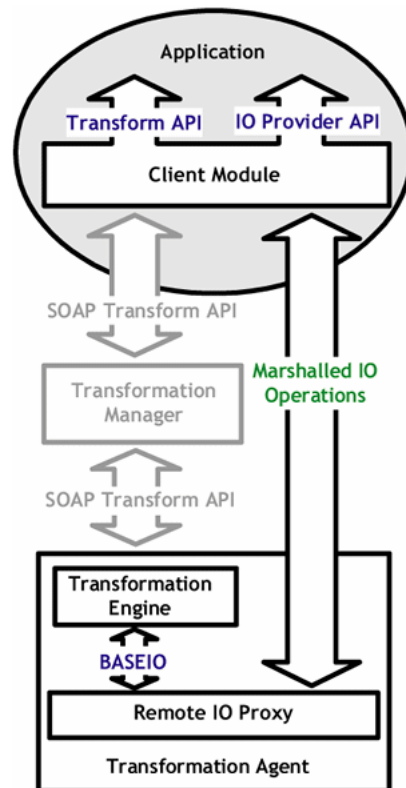 Application
Transform API
IO Provider API
Client Module
SOAP Transform API
Marshalled IO
Operations
Transformation
Manager
SOAP Transform API
Transformation
Engine
BASEIO
Remote IO Proxy
Transformation Agent